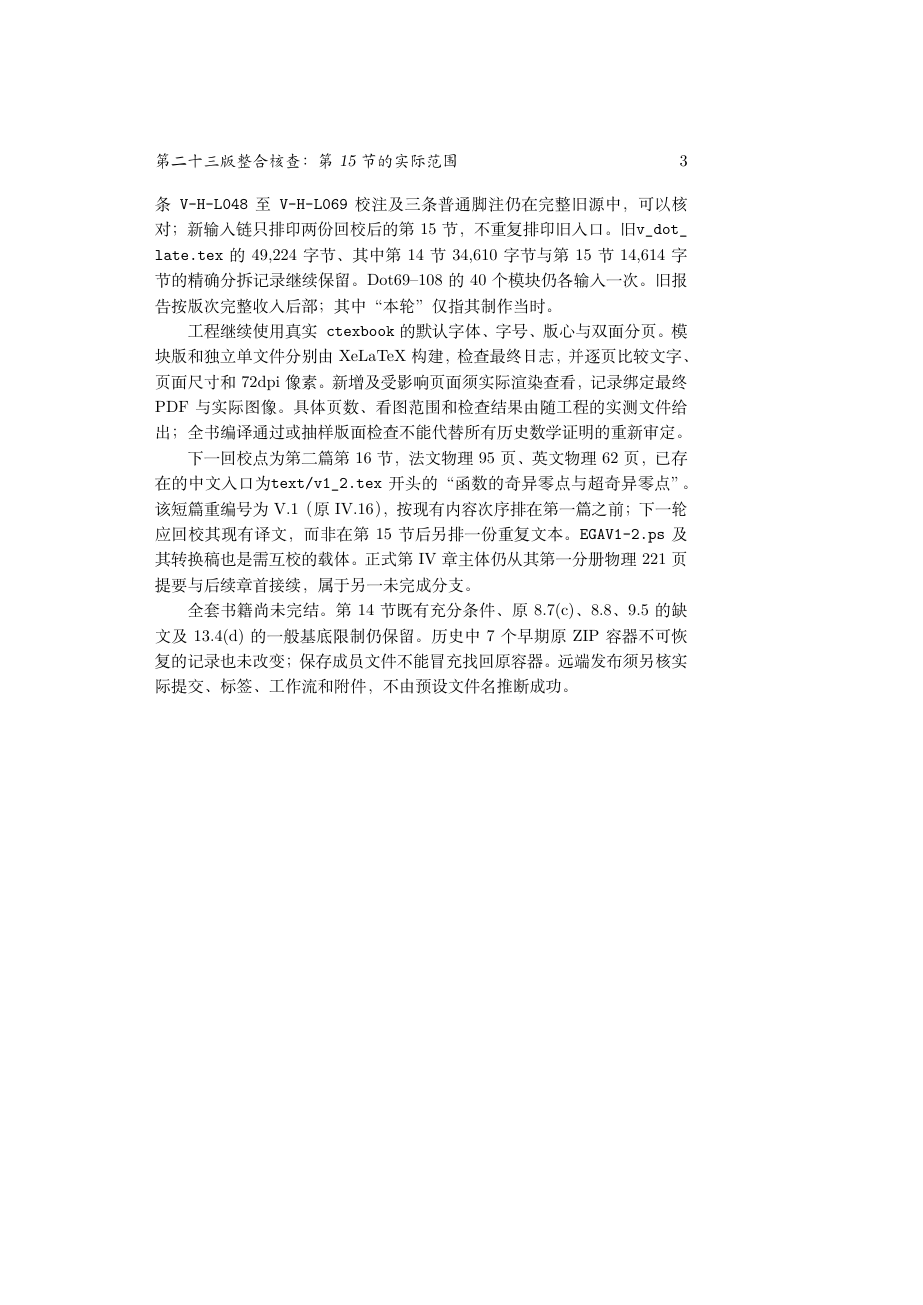 第二十三版整合核查：第 15 节的实际范围 3
条 V-H-L048 至 V-H-L069 校注及三条普通脚注仍在完整旧源中，可以核
对；新输入链只排印两份回校后的第 15 节，不重复排印旧入口。旧v_dot_
late.tex 的 49,224 字节、其中第 14 节 34,610 字节与第 15 节 14,614 字
节的精确分拆记录继续保留。Dot69–108 的 40 个模块仍各输入一次。旧报
告按版次完整收入后部；其中“本轮”仅指其制作当时。
工程继续使用真实 ctexbook 的默认字体、字号、版心与双面分页。模
块版和独立单文件分别由 XeLaTeX 构建，检查最终日志，并逐页比较文字、
页面尺寸和 72dpi 像素。新增及受影响页面须实际渲染查看，记录绑定最终
PDF 与实际图像。具体页数、看图范围和检查结果由随工程的实测文件给
出；全书编译通过或抽样版面检查不能代替所有历史数学证明的重新审定。
下一回校点为第二篇第 16 节，法文物理 95 页、英文物理 62 页，已存
在的中文入口为text/v1_2.tex 开头的“函数的奇异零点与超奇异零点”。
该短篇重编号为 V.1（原 IV.16），按现有内容次序排在第一篇之前；下一轮
应回校其现有译文，而非在第 15 节后另排一份重复文本。EGAV1-2.ps 及
其转换稿也是需互校的载体。正式第 IV 章主体仍从其第一分册物理 221 页
提要与后续章首接续，属于另一未完成分支。
全套书籍尚未完结。第 14 节既有充分条件、原 8.7(c)、8.8、9.5 的缺
文及 13.4(d) 的一般基底限制仍保留。历史中 7 个早期原 ZIP 容器不可恢
复的记录也未改变；保存成员文件不能冒充找回原容器。远端发布须另核实
际提交、标签、工作流和附件，不由预设文件名推断成功。